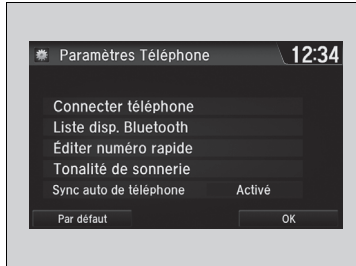 Paramètres Téléphone 12:34
Connecter téléphone
Liste disp. Bluetooth
Éditer numéro rapide
Tonalité de sonnerie
Sync auto de téléphone Activé
Par défaut OK